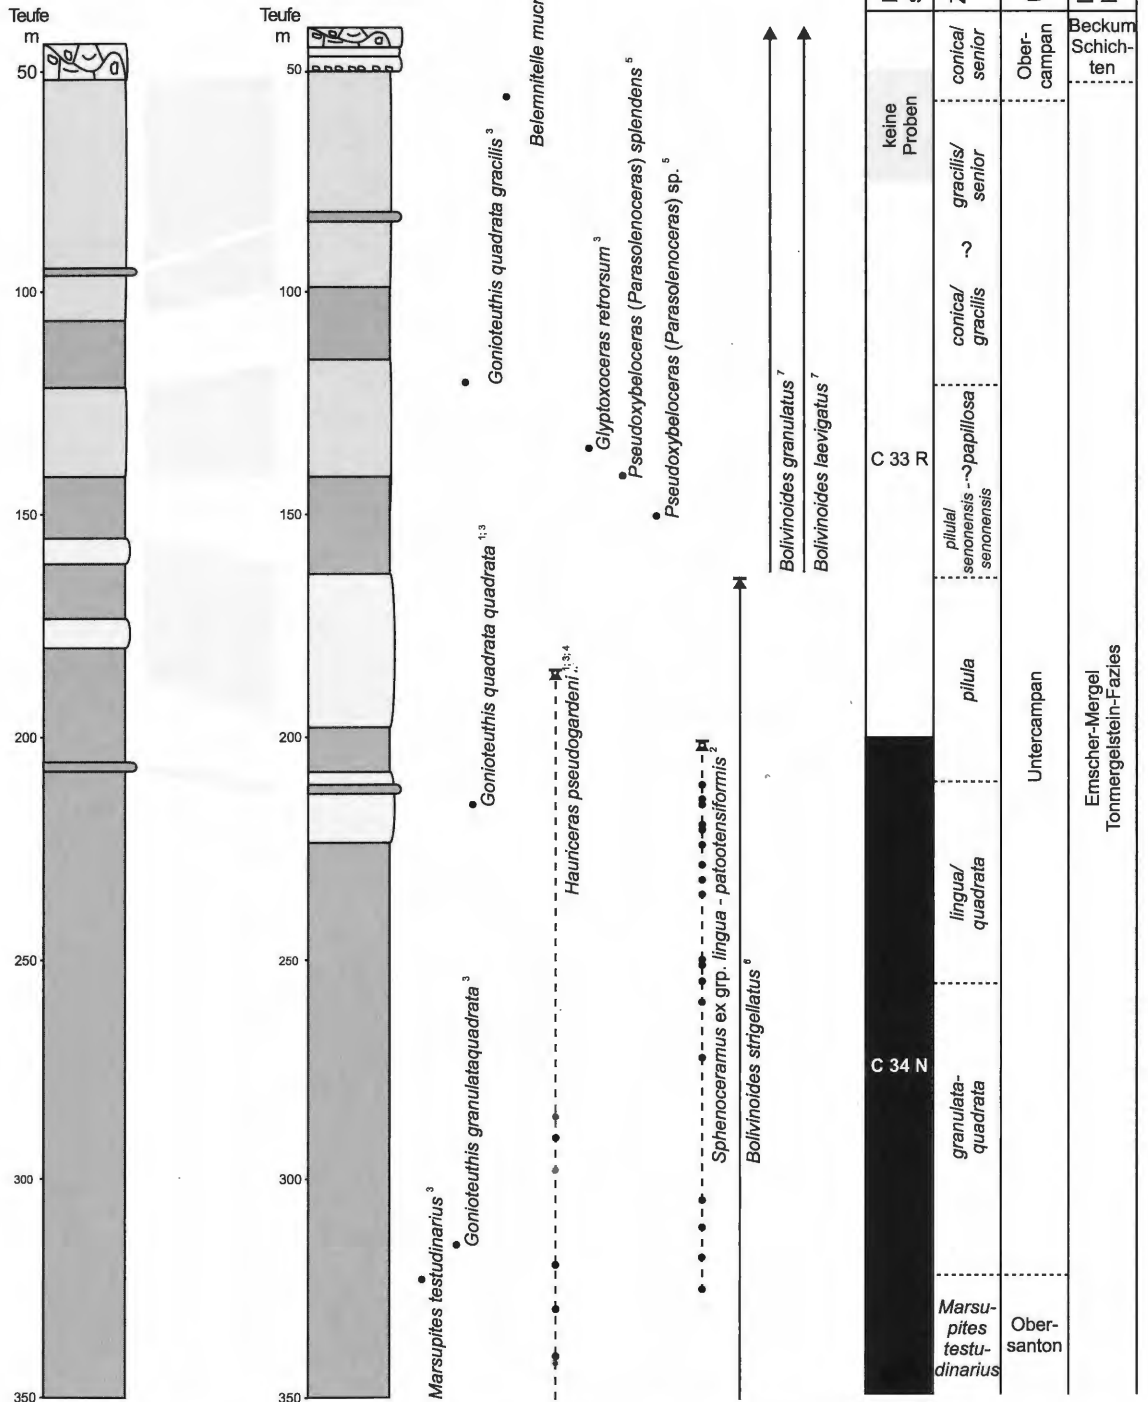 Teufe
m
50
100
150
200
250
300
350
Teufe
m
50
100
150
200
250
300
350
Marsupites testudinarius 3
Gonioteuthis granulataquadrata 3
Gonioteuthis quadrata quadrata 1; 3
Gonioteuthis quadrata gracilis 3
Belemnitelle mucr
Hauriceras pseudogardeni 1; 3; 4
Glyptoxoceras retrorsum 3
Pseudoxybeloceras (Parasolenoceras) splendens 5
Pseudoxybeloceras (Parasolenoceras) sp. 5
Sphenoceramus ex grp. lingua - patootensiformis 2
Bolivinoides strigellatus 6
Bolivinoides granulatus 7
Bolivinoides laevigatus 7
keine
Proben
C 33 R
C 34 N
conical
senior
gracilis/
senior
?
conica/
gracilis
pilula/
senonensis -?papillosa
senonensis
pilula
lingua/
quadrata
granulata-
quadrata
Marsu-
pites
testu-
dinarius
Ober-
campan
Untercampan
Ober-
santon
Beckum
Schich-
ten
Emscher-Mergel
Tonmergelstein-Fazies